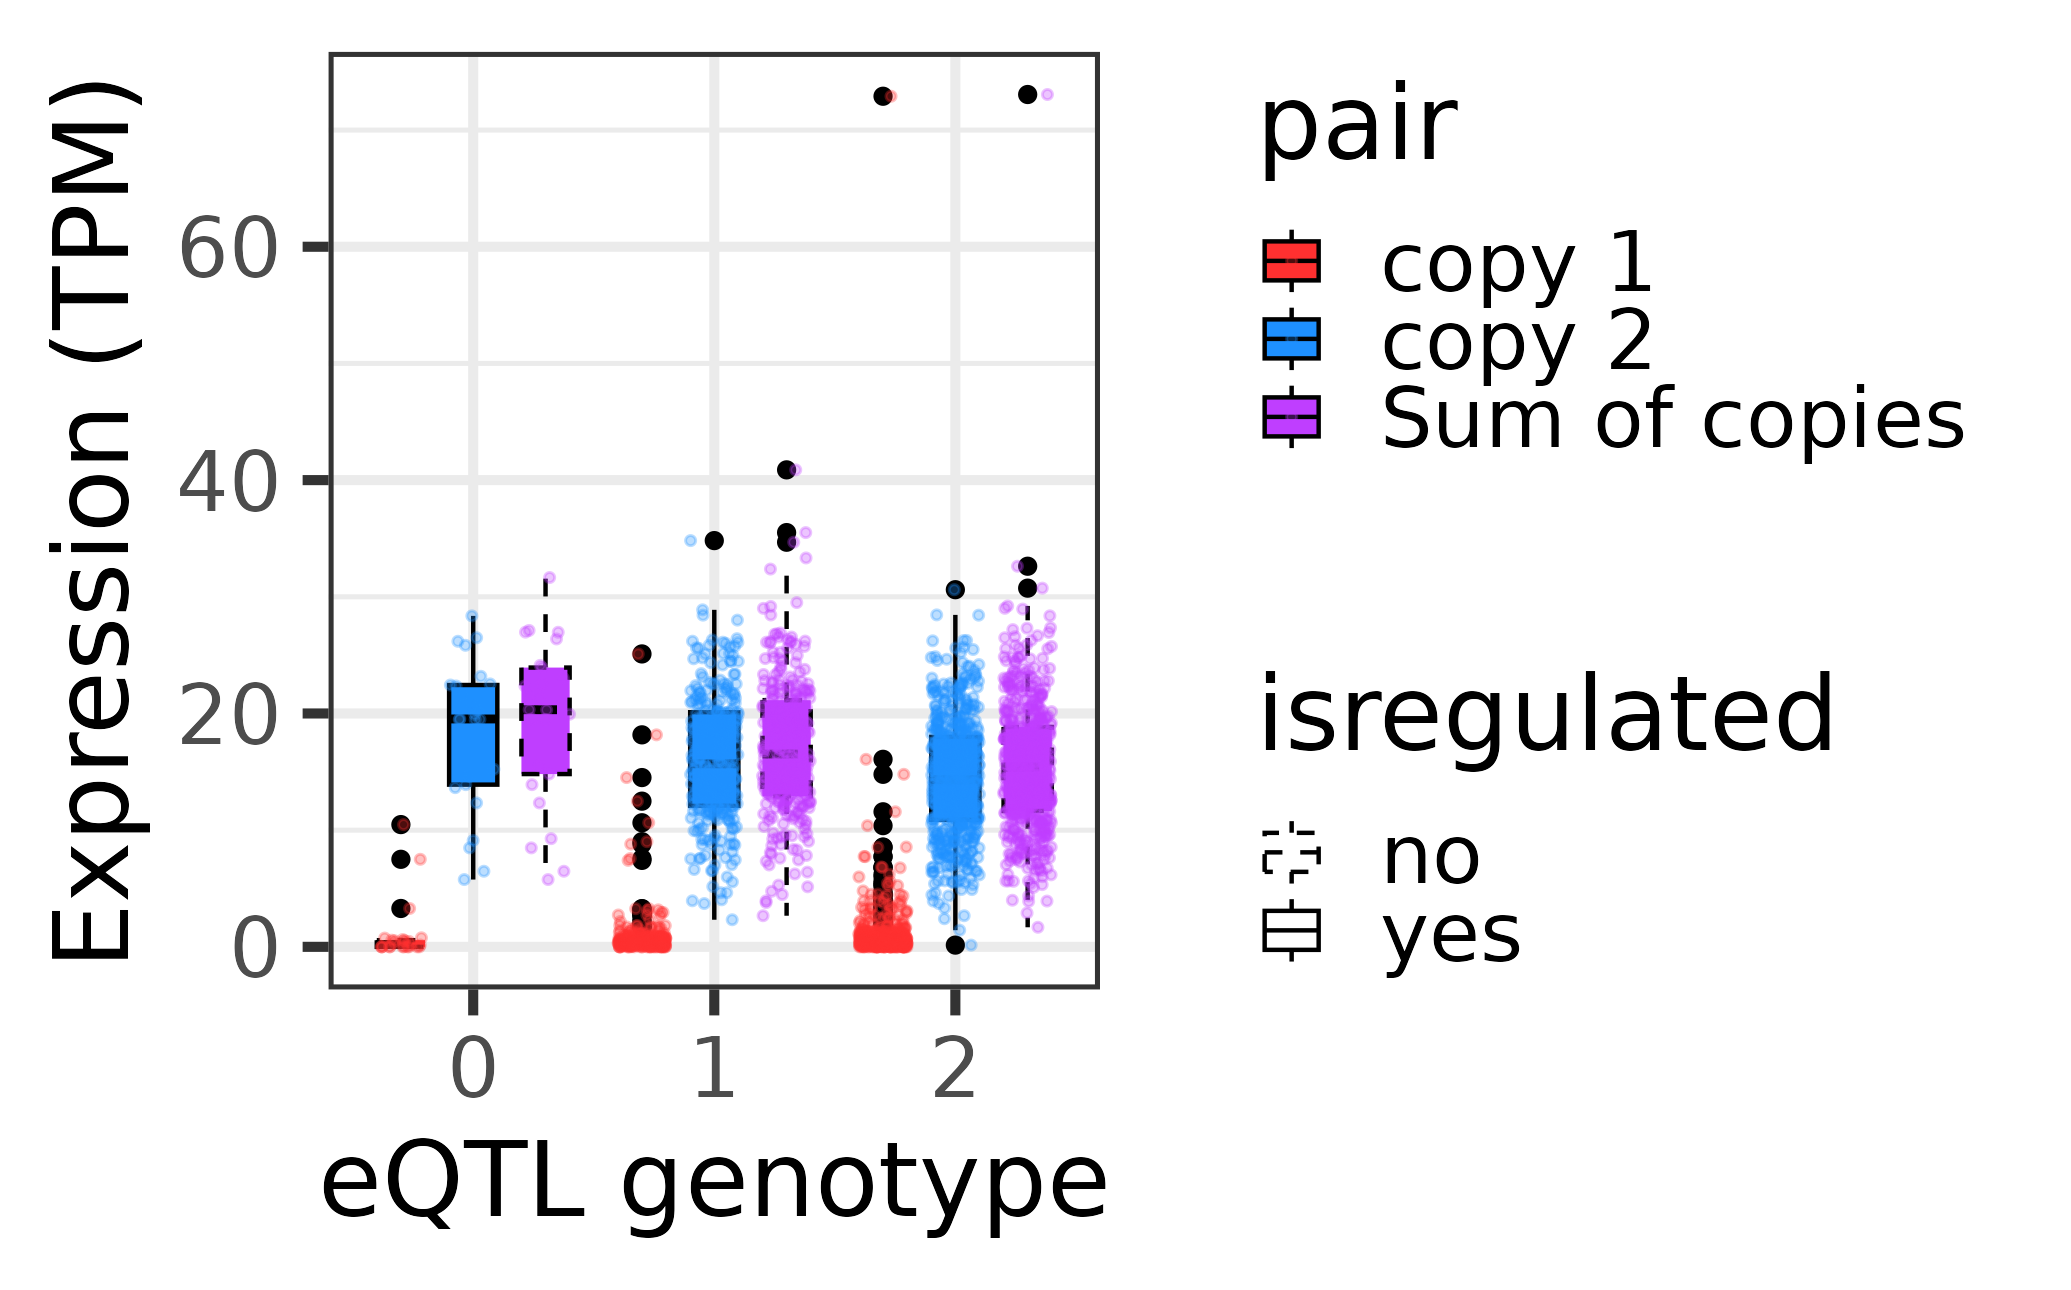 Expression (TPM)
60
40
20
0
0 1 2
eQTL genotype
pair
copy 1
copy 2
Sum of copies
isregulated
no
yes